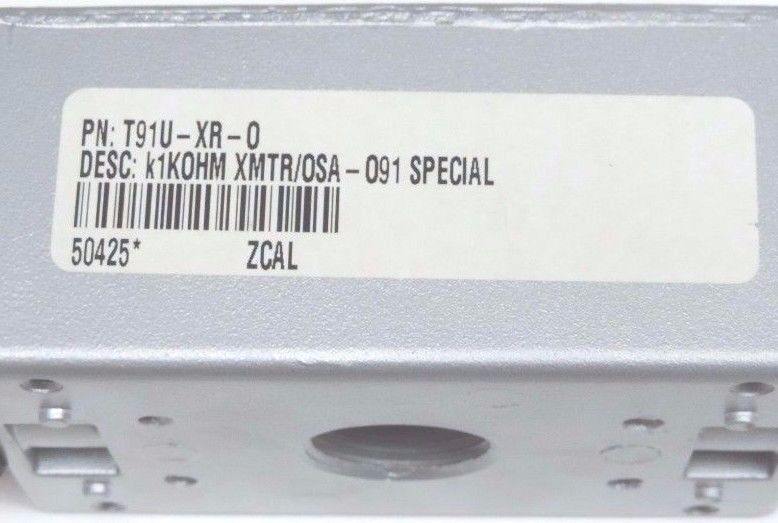 PN: T91U-XR-0
DESC: k1KOHM XMTR/OSA-091 SPECIAL
50425* ZCAL